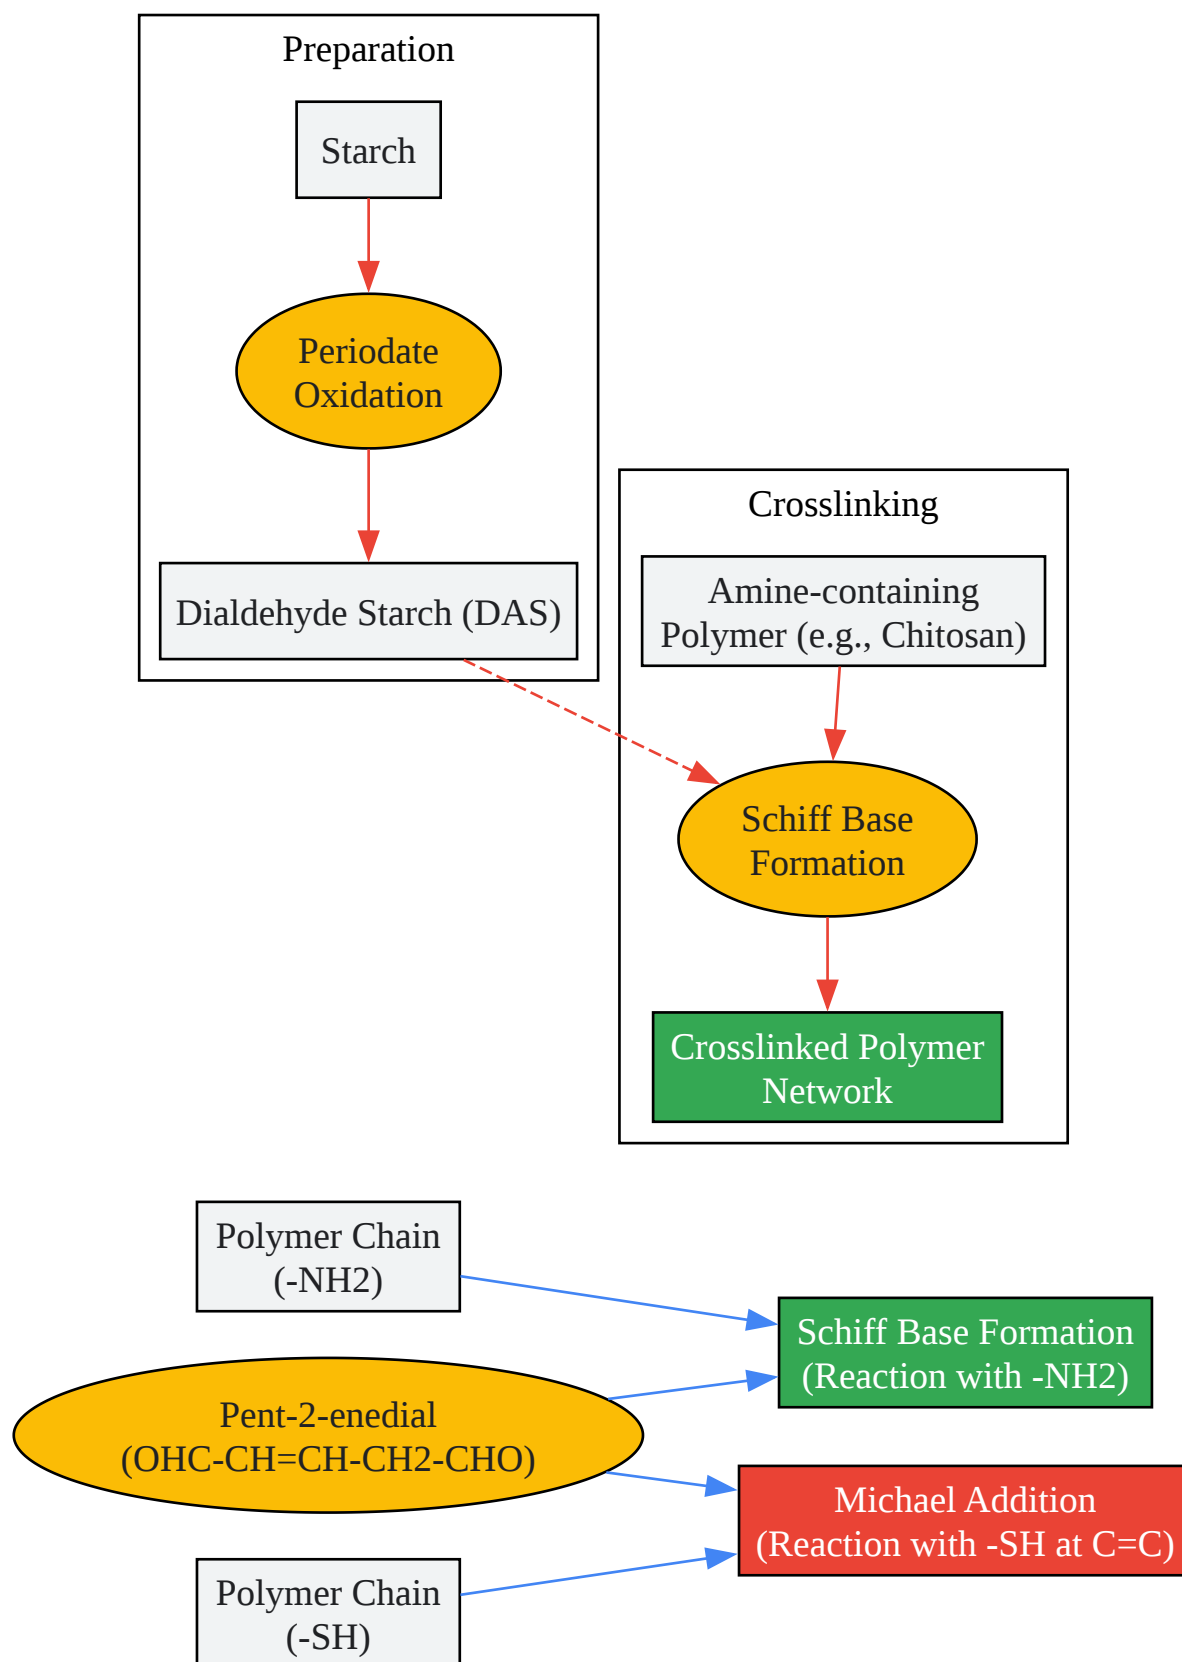 Preparation
Starch
Periodate
Oxidation
Dialdehyde Starch (DAS)
Crosslinking
Amine-containing
Polymer (e.g., Chitosan)
Schiff Base
Formation
Crosslinked Polymer
Network
Polymer Chain
(-NH2)
Schiff Base Formation
(Reaction with -NH2)
Pent-2-enedial
(OHC-CH=CH-CH2-CHO)
Michael Addition
(Reaction with -SH at C=C)
Polymer Chain
(-SH)